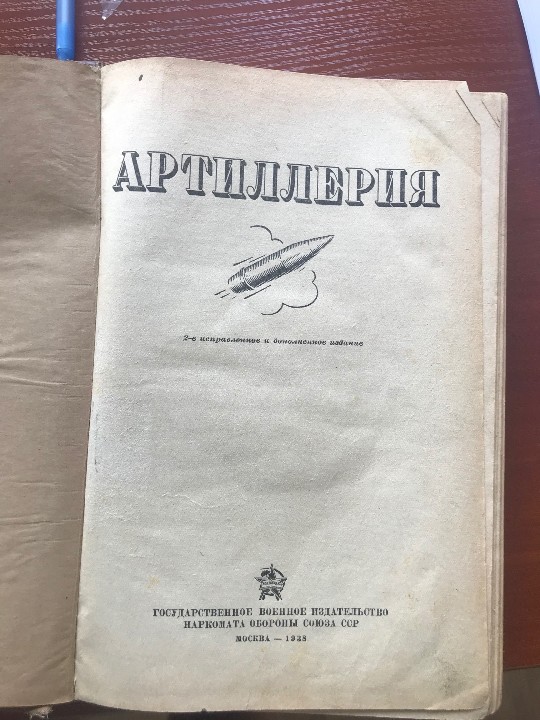 АРТИЛЛЕРИЯ
2-е исправленное и дополненное издание
ГОСУДАРСТВЕННОЕ ВОЕННОЕ ИЗДАТЕЛЬСТВО
НАРКОМАТА ОБОРОНЫ СОЮЗА ССР
МОСКВА — 1938